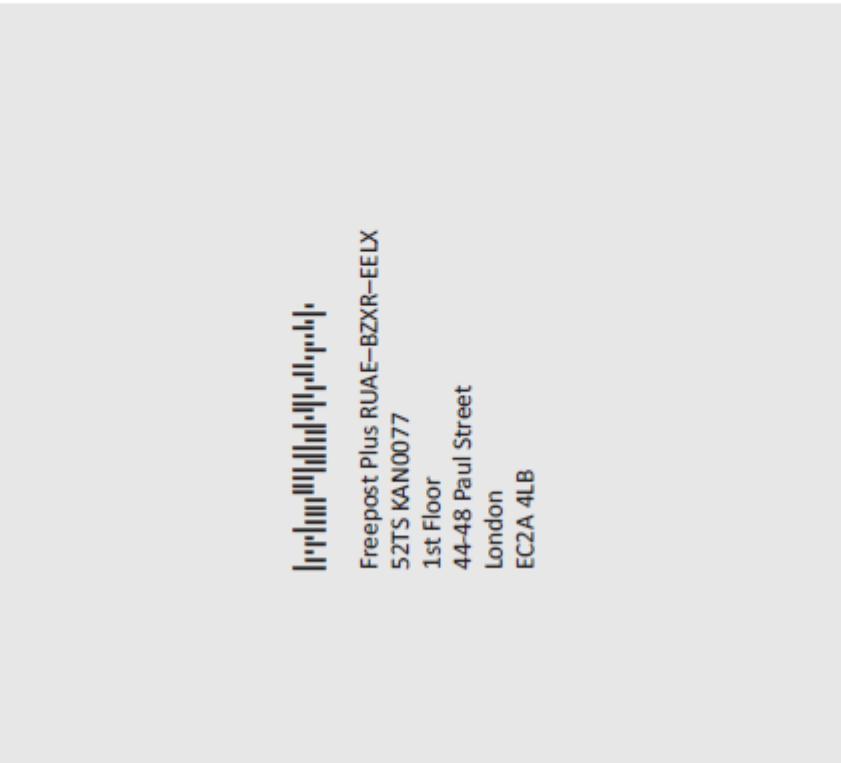 Freepost Plus RUAE–BZXR–EELX
52TS KAN0077
1st Floor
44-48 Paul Street
London
EC2A 4LB